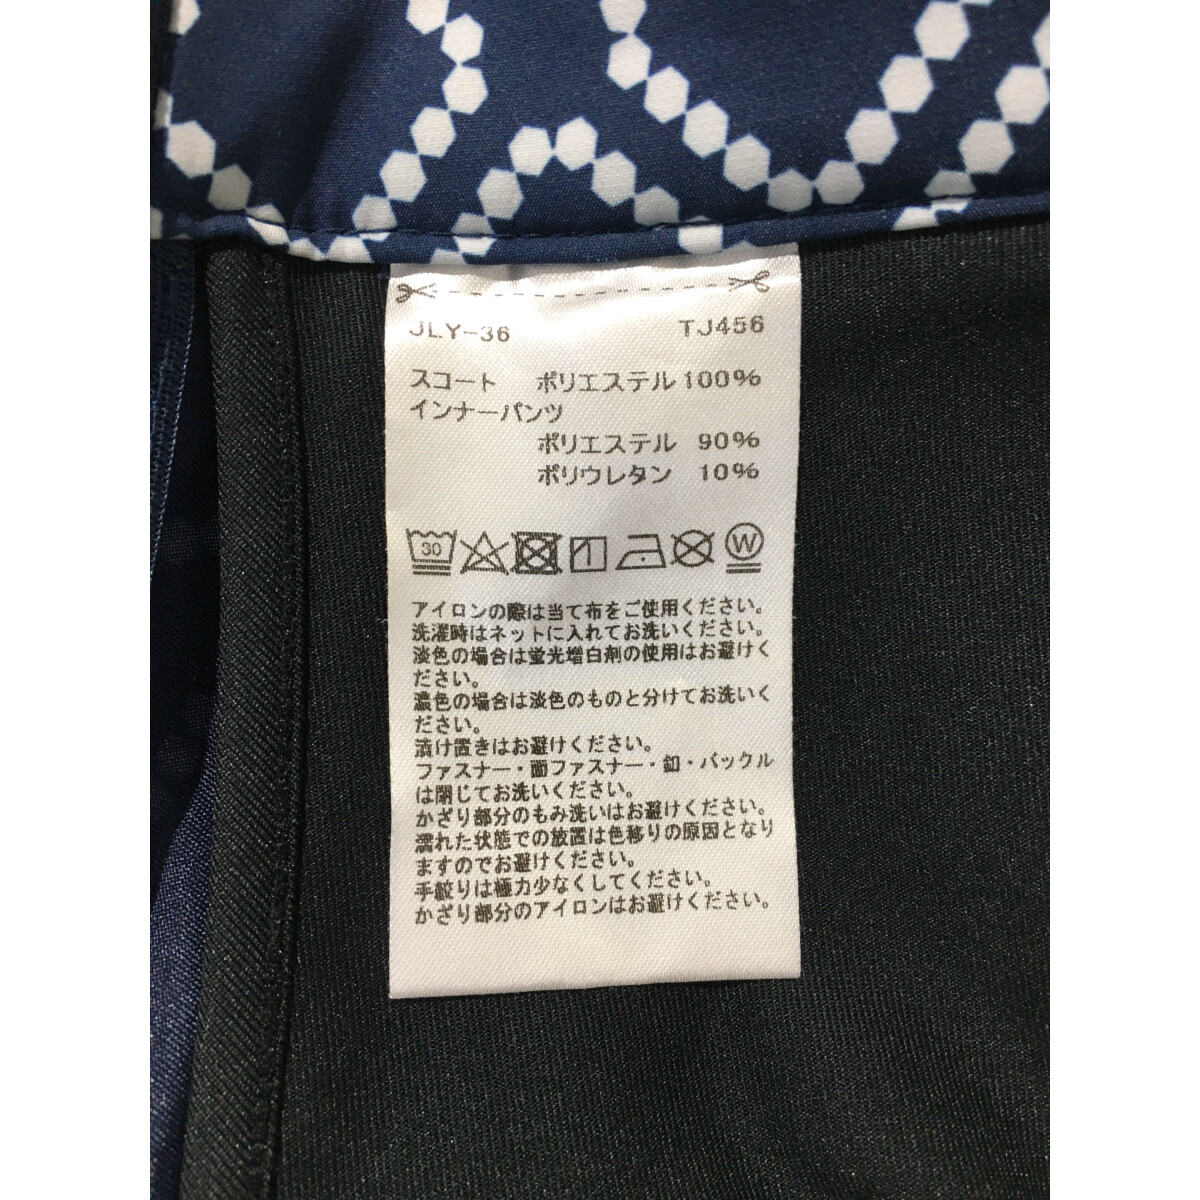 JLY-36 TJ456
スコート ポリエステル 100%
インナーパンツ
ポリエステル 90%
ポリウレタン 10%
30 W
アイロンの際は当て布をご使用ください。
洗濯時はネットに入れてお洗いください。
淡色の場合は蛍光増白剤の使用はお避けく
ださい。
濃色の場合は淡色のものと分けてお洗いく
ださい。
漬け置きはお避けください。
ファスナー・面ファスナー・釦・バックル
は閉じてお洗いください。
かざり部分のもみ洗いはお避けください。
濡れた状態での放置は色移りの原因となり
ますのでお避けください。
手絞りは極力少なくしてください。
かざり部分のアイロンはお避けください。